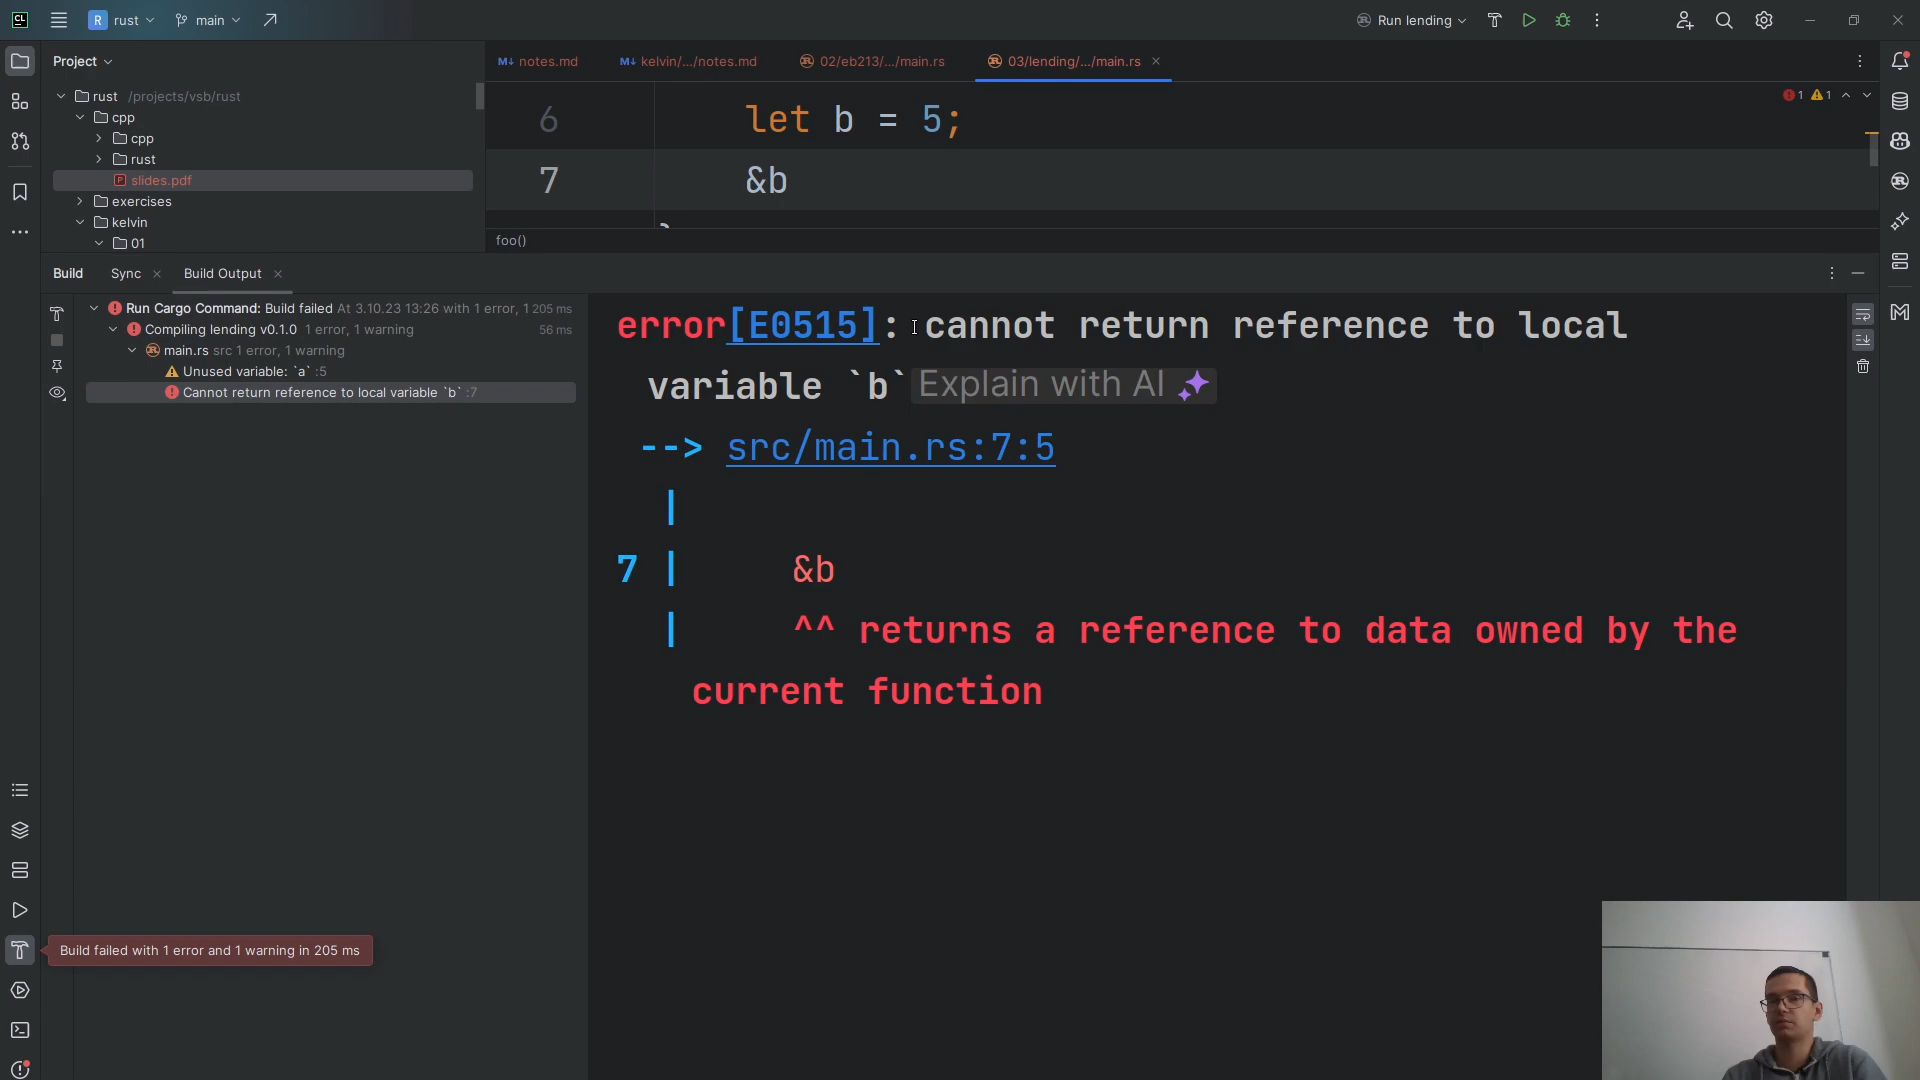 CL
R rust
main
Run lending
Project
rust /projects/vsb/rust
cpp
cpp
rust
slides.pdf
exercises
kelvin
01
M↓ notes.md
M↓ kelvin/.../notes.md
02/eb213/.../main.rs
03/lending/.../main.rs
6 let b = 5;
1 1
7 &b
}
foo()
Build
Sync
Build Output
Run Cargo Command: Build failed At 3.10.23 13:26 with 1 error, 1 205 ms
Compiling lending v0.1.0 1 error, 1 warning 56 ms
main.rs src 1 error, 1 warning
Unused variable: `a` :5
Cannot return reference to local variable `b` :7
error[E0515]: cannot return reference to local
variable `b` Explain with AI
--> src/main.rs:7:5
|
7 | &b
| ^^ returns a reference to data owned by the
current function
Build failed with 1 error and 1 warning in 205 ms